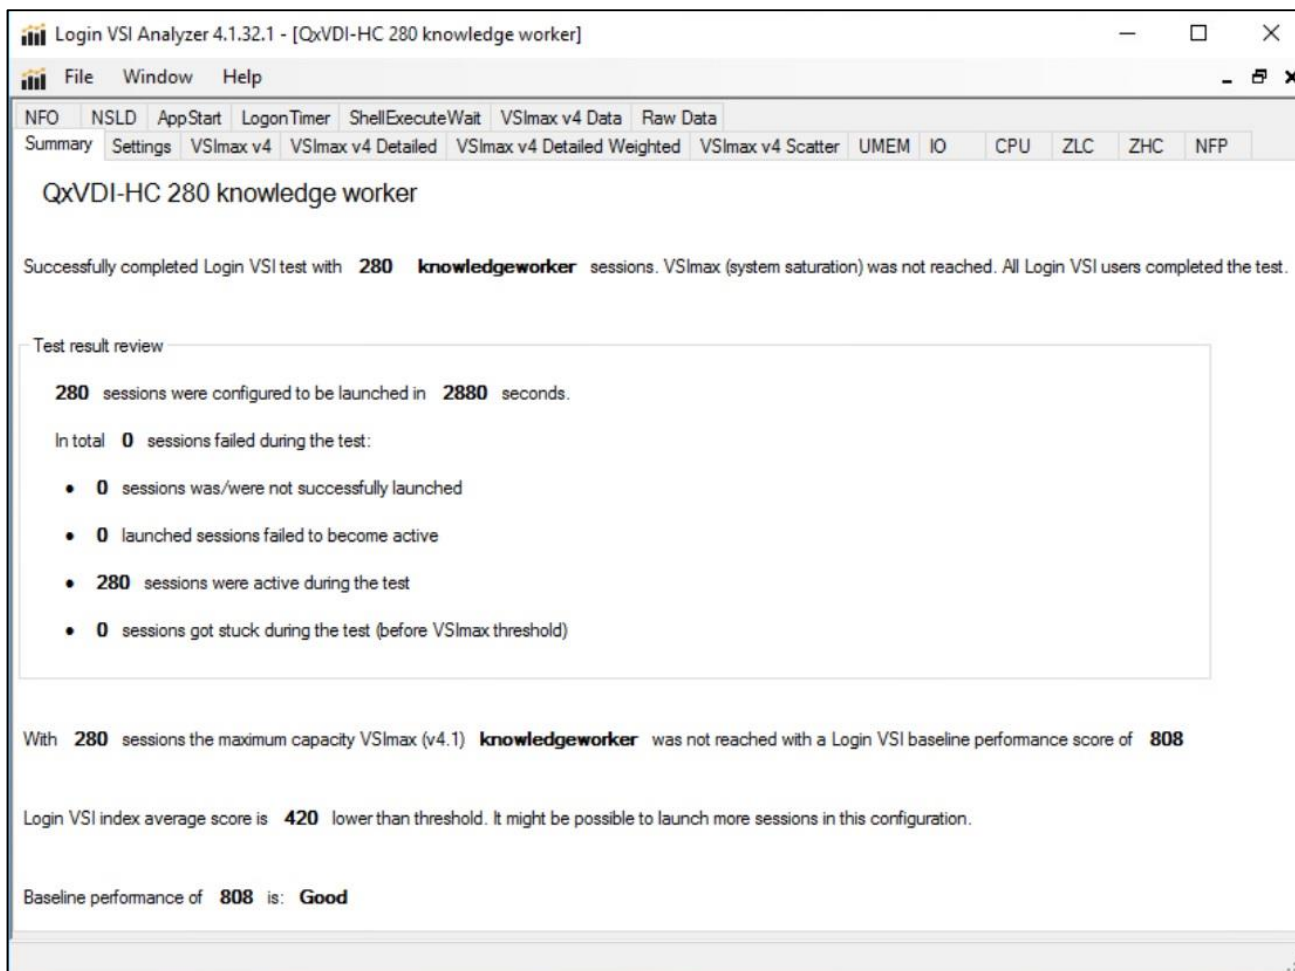 Login VSI Analyzer 4.1.32.1 - [QxVDI-HC 280 knowledge worker]
File Window Help
NFO NSLD AppStart LogonTimer ShellExecuteWait VSImax v4 Data Raw Data
Summary Settings VSImax v4 VSImax v4 Detailed VSImax v4 Detailed Weighted VSImax v4 Scatter UMEM IO CPU ZLC ZHC NFP
QxVDI-HC 280 knowledge worker
Successfully completed Login VSI test with 280 knowledgeworker sessions. VSImax (system saturation) was not reached. All Login VSI users completed the test.
Test result review
280 sessions were configured to be launched in 2880 seconds.
In total 0 sessions failed during the test:
• 0 sessions was/were not successfully launched
• 0 launched sessions failed to become active
• 280 sessions were active during the test
• 0 sessions got stuck during the test (before VSImax threshold)
With 280 sessions the maximum capacity VSImax (v4.1) knowledgeworker was not reached with a Login VSI baseline performance score of 808
Login VSI index average score is 420 lower than threshold. It might be possible to launch more sessions in this configuration.
Baseline performance of 808 is: Good